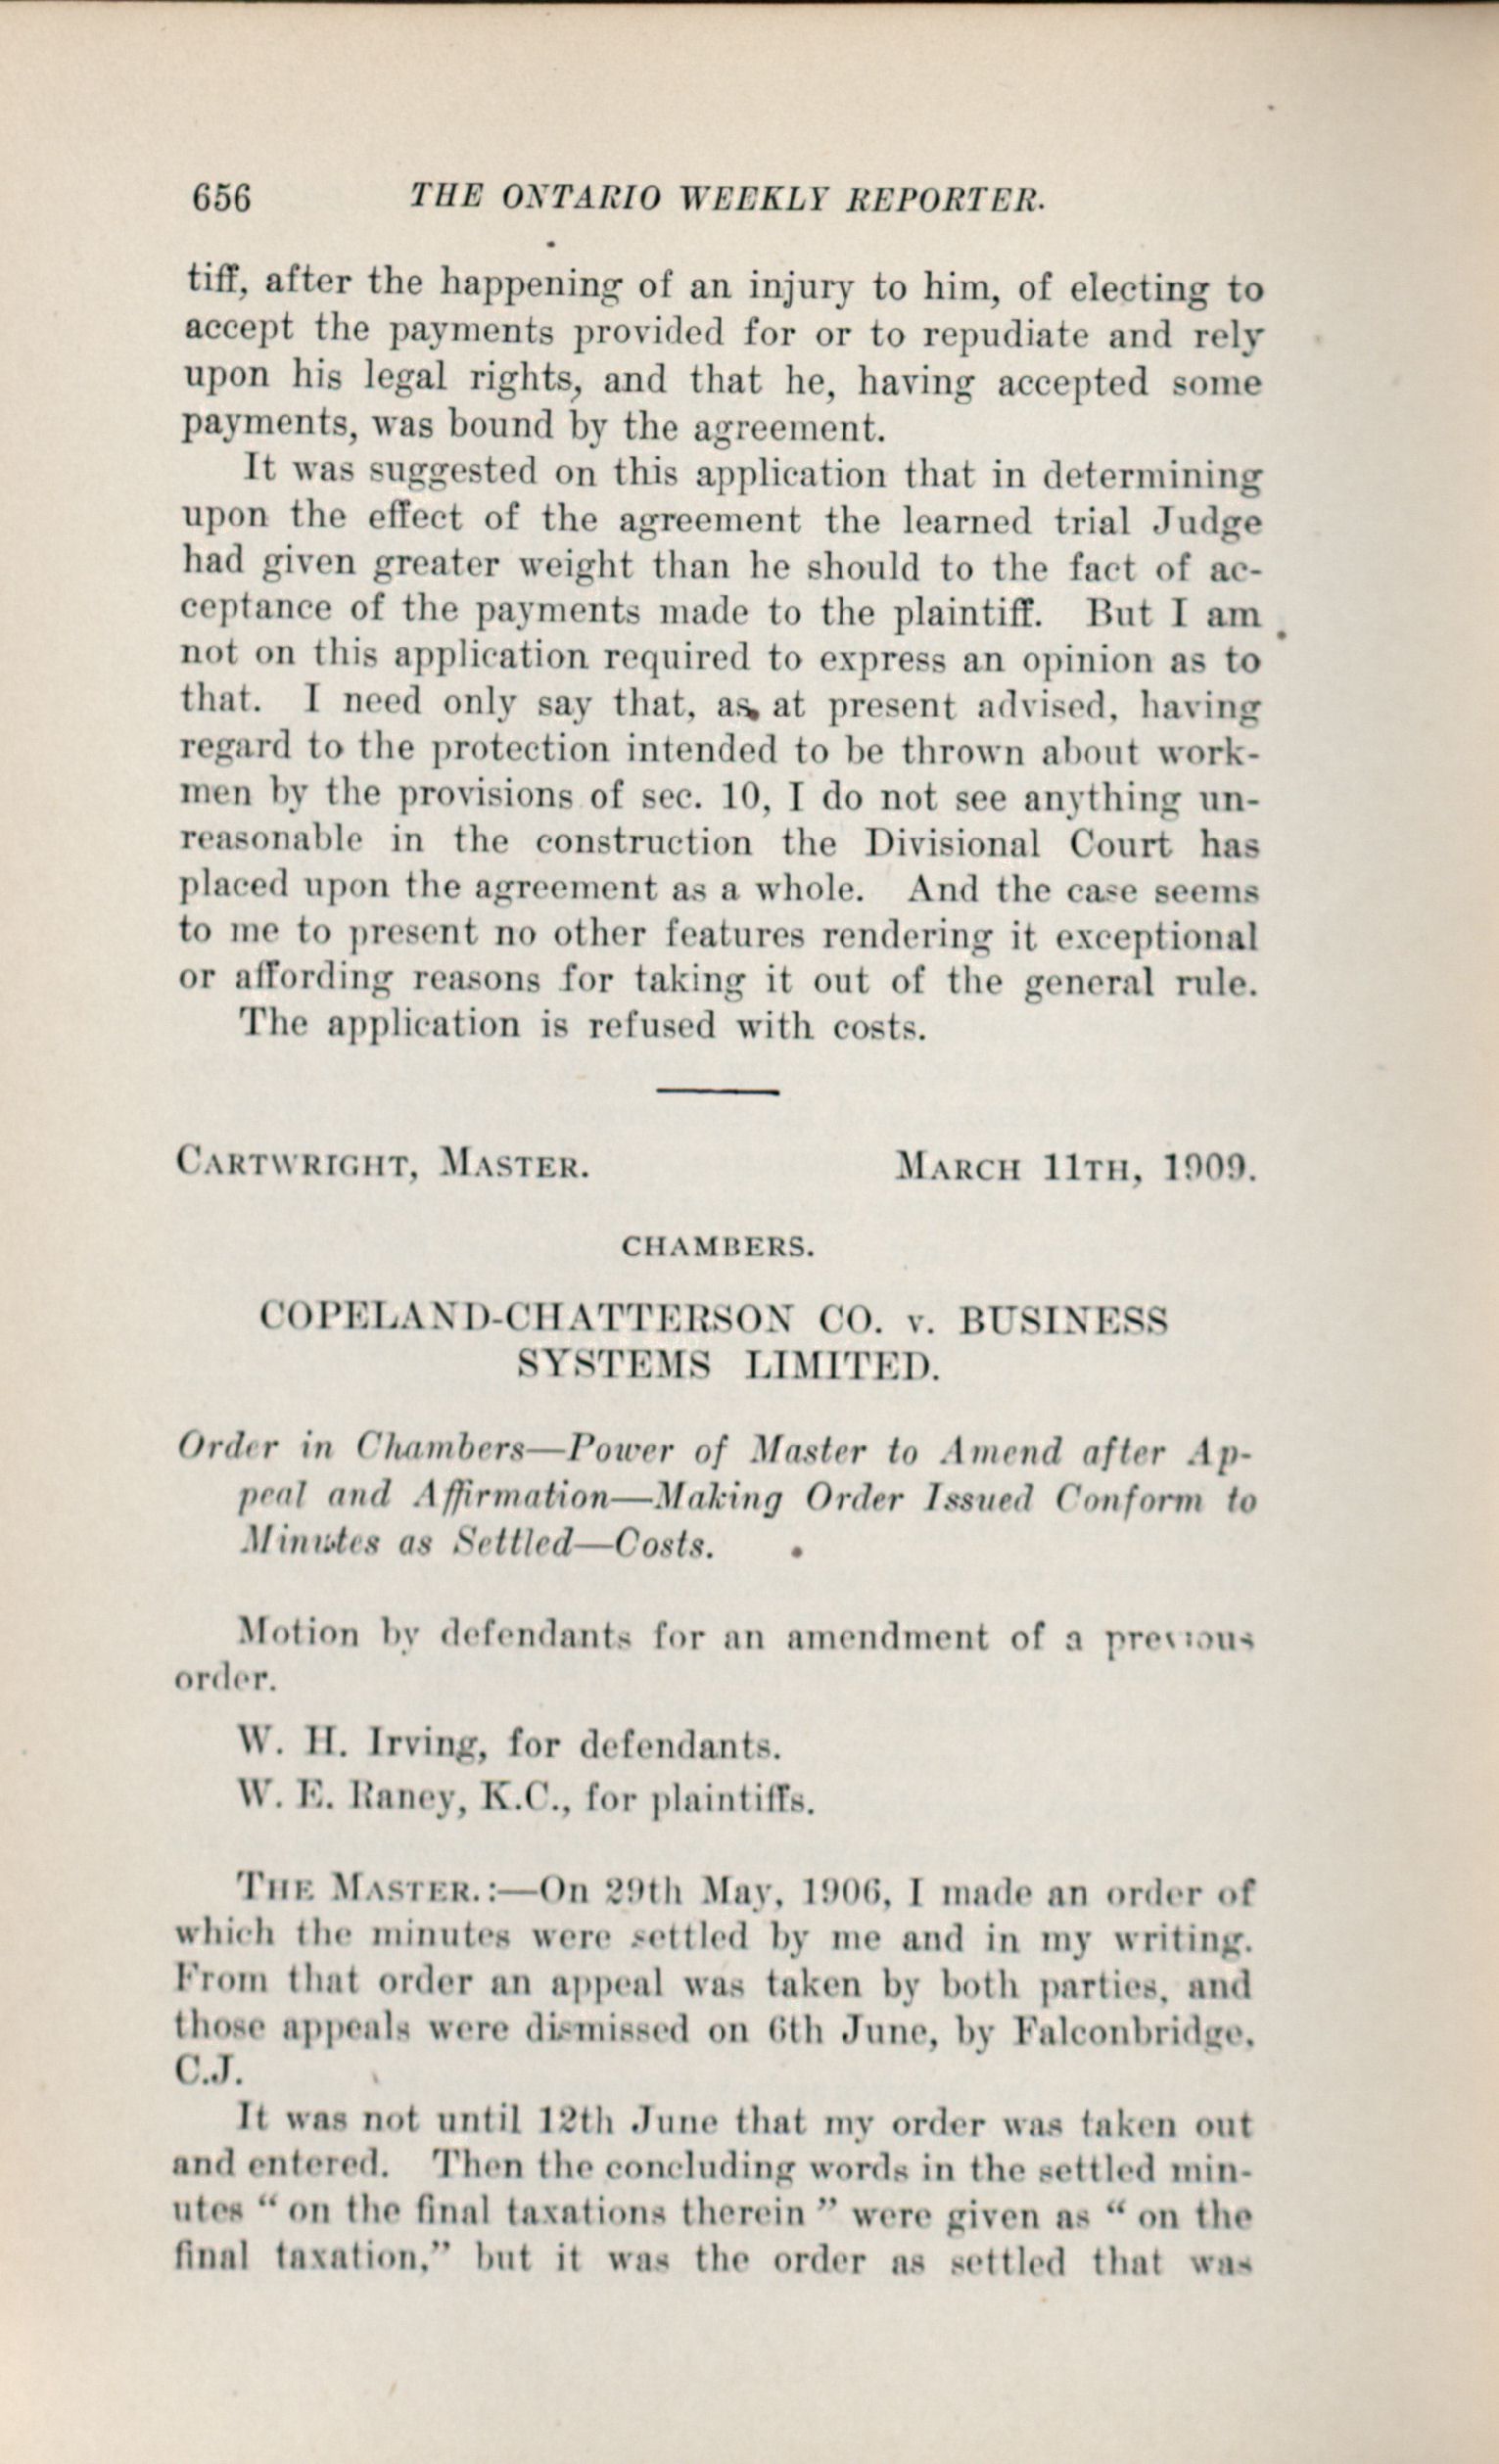 656 THE ONTARIO WEEKLY REPORTER.
tiff, after the happening of an injury to him, of electing to
accept the payments provided for or to repudiate and rely
upon his legal rights, and that he, having accepted some
payments, was bound by the agreement.
It was suggested on this application that in determining
upon the effect of the agreement the learned trial Judge
had given greater weight than he should to the fact of ac-
ceptance of the payments made to the plaintiff. But I am
not on this application required to express an opinion as to
that. I need only say that, as at present advised, having
regard to the protection intended to be thrown about work-
men by the provisions of sec. 10, I do not see anything un-
reasonable in the construction the Divisional Court has
placed upon the agreement as a whole. And the case seems
to me to present no other features rendering it exceptional
or affording reasons for taking it out of the general rule.
The application is refused with costs.
CARTWRIGHT, MASTER. MARCH 11TH, 1909.
CHAMBERS.
COPELAND-CHATTERSON CO. v. BUSINESS
SYSTEMS LIMITED.
Order in Chambers—Power of Master to Amend after Ap-
peal and Affirmation—Making Order Issued Conform to
Minutes as Settled—Costs.
Motion by defendants for an amendment of a previous
order.
W. H. Irving, for defendants.
W. E. Raney, K.C., for plaintiffs.
THE MASTER.:—On 29th May, 1906, I made an order of
which the minutes were settled by me and in my writing.
From that order an appeal was taken by both parties, and
those appeals were dismissed on 6th June, by Falconbridge,
C.J.
It was not until 12th June that my order was taken out
and entered. Then the concluding words in the settled min-
utes " on the final taxations therein " were given as " on the
final taxation," but it was the order as settled that was